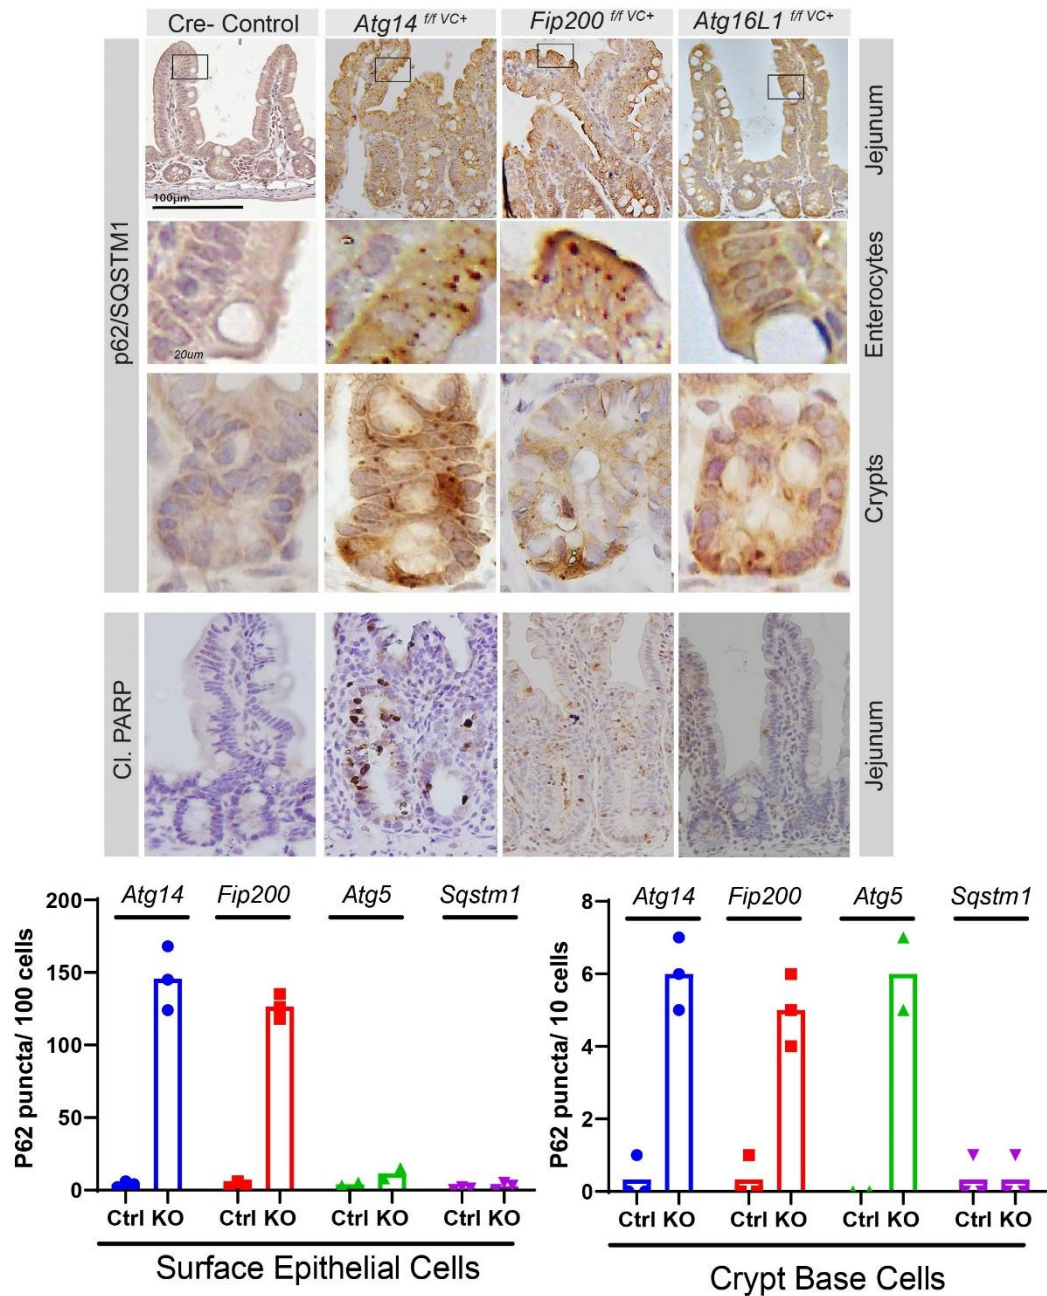 Cre- Control
Atg14 f/f VC+
Fip200 f/f VC+
Atg16L1 f/f VC+
p62/SQSTM1
Jejunum
100µm
Enterocytes
20um
Crypts
Cl. PARP
Jejunum
P62 puncta/ 100 cells
200
150
100
50
0
Atg14 Fip200 Atg5 Sqstm1
Ctrl KO Ctrl KO Ctrl KO Ctrl KO
Surface Epithelial Cells
P62 puncta/ 10 cells
8
6
4
2
0
Atg14 Fip200 Atg5 Sqstm1
Ctrl KO Ctrl KO Ctrl KO Ctrl KO
Crypt Base Cells